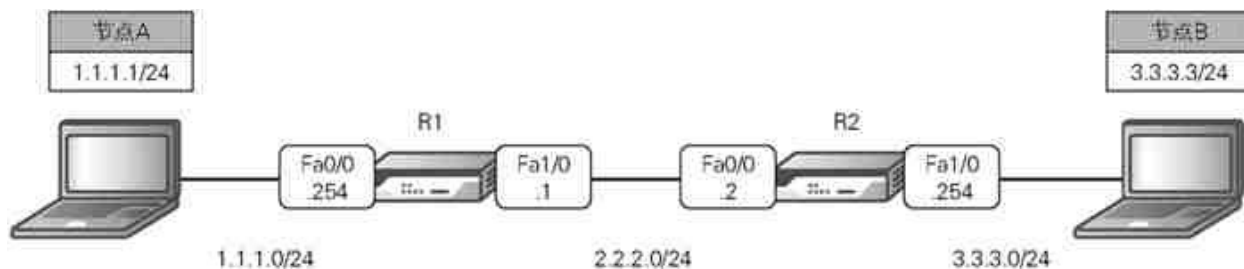 节点A
1.1.1.1/24
节点B
3.3.3.3/24
R1
R2
Fa0/0
.254
Fa1/0
.1
Fa0/0
.2
Fa1/0
.254
1.1.1.0/24
2.2.2.0/24
3.3.3.0/24